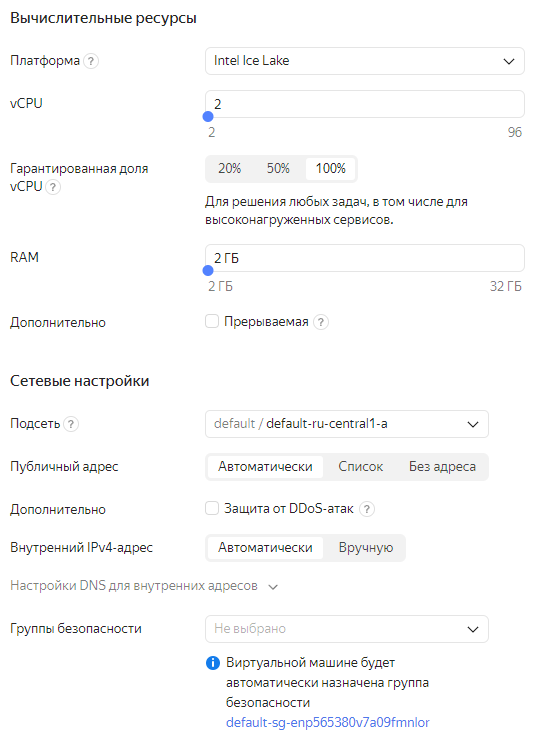 Вычислительные ресурсы
Платформа ?
Intel Ice Lake
vCPU
2
2 96
Гарантированная доля
vCPU ?
20% 50% 100%
Для решения любых задач, в том числе для
высоконагруженных сервисов.
RAM
2 ГБ
2 ГБ 32 ГБ
Дополнительно
Прерываемая ?
Сетевые настройки
Подсеть ?
default / default-ru-central1-a
Публичный адрес
Автоматически Список Без адреса
Дополнительно
Защита от DDoS-атак ?
Внутренний IPv4-адрес
Автоматически Вручную
Настройки DNS для внутренних адресов
Группы безопасности
Не выбрано
Виртуальной машине будет
автоматически назначена группа
безопасности
default-sg-enp565380v7a09fmnlor